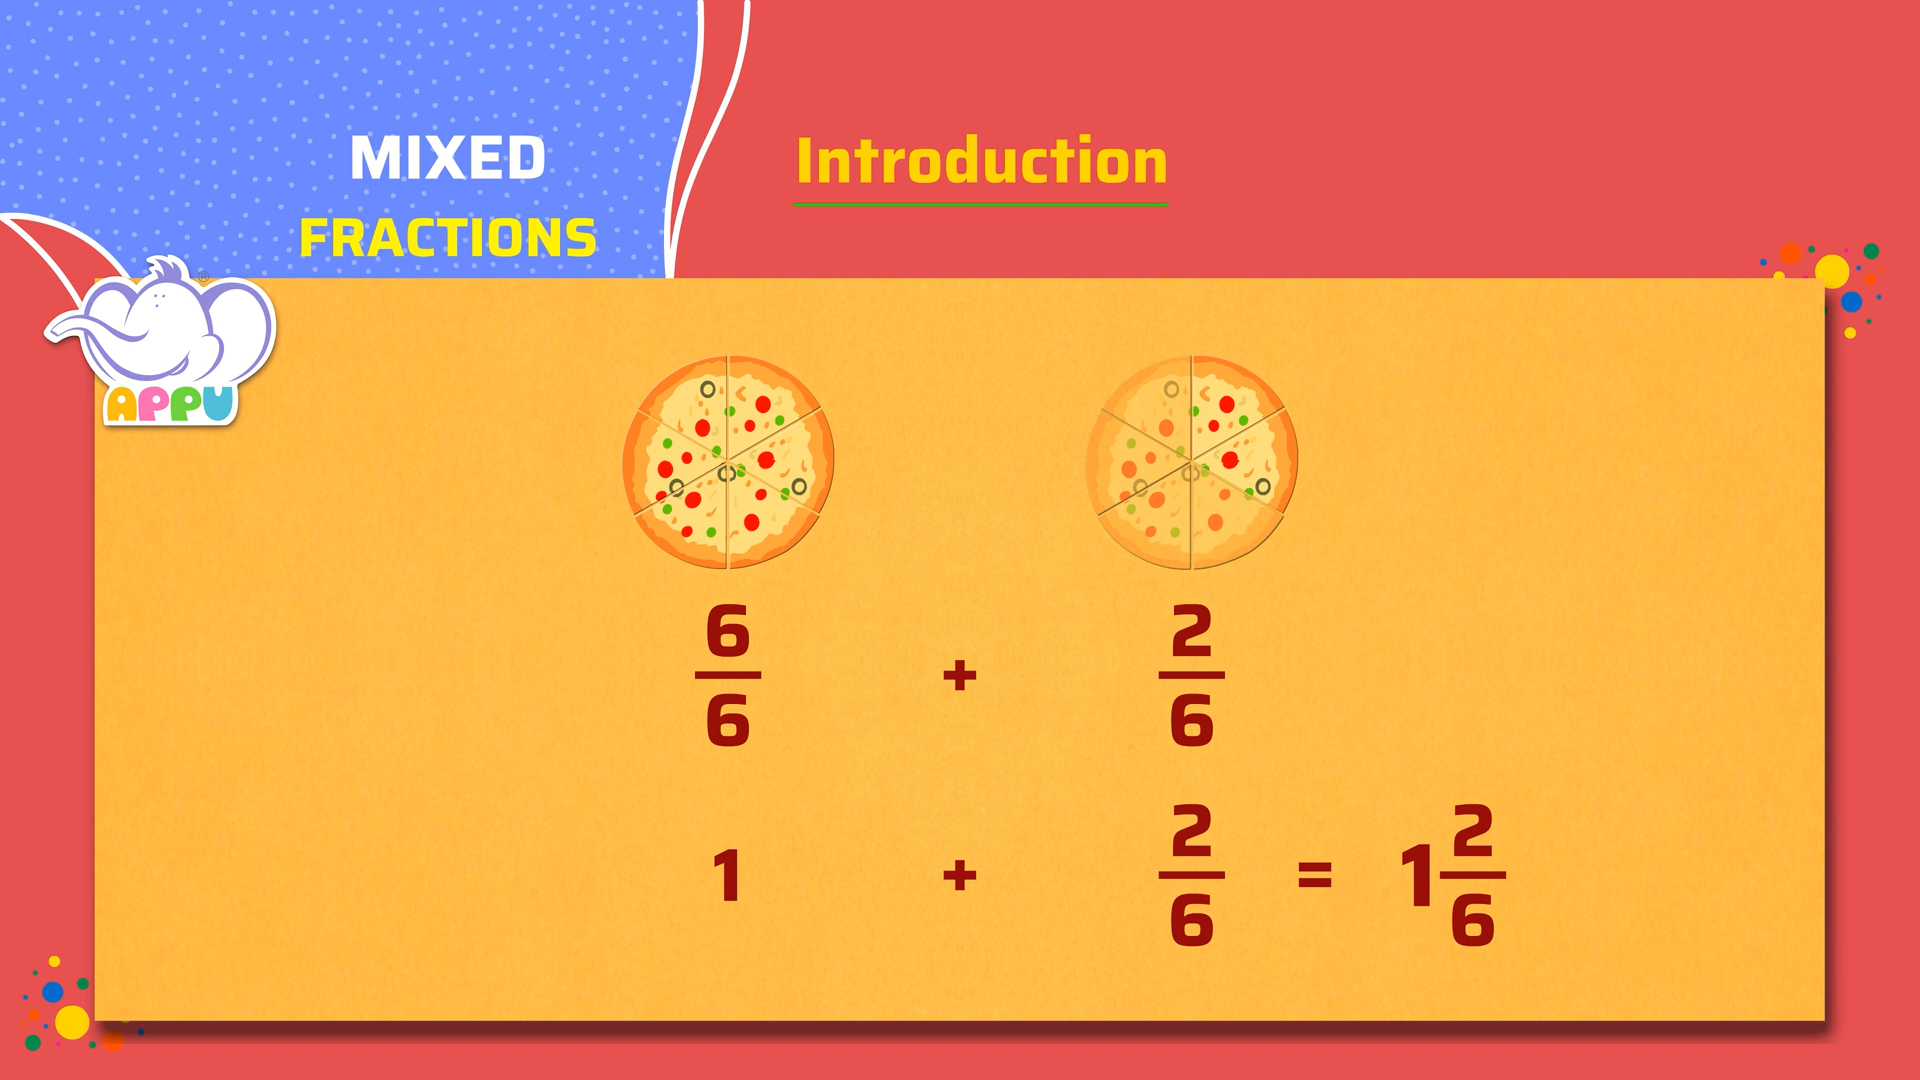 MIXED
FRACTIONS
Introduction
®
APPU
6/6 + 2/6
1 + 2/6 = 1 2/6